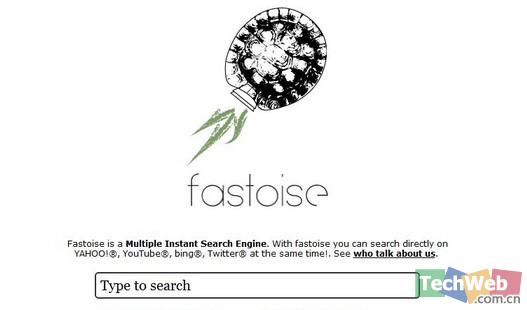 fastoise
Fastoise is a Multiple Instant Search Engine. With fastoise you can search directly on
YAHOO!®, YouTube®, bing®, Twitter® at the same time!. See who talk about us.
Type to search
TechWeb
.com.cn